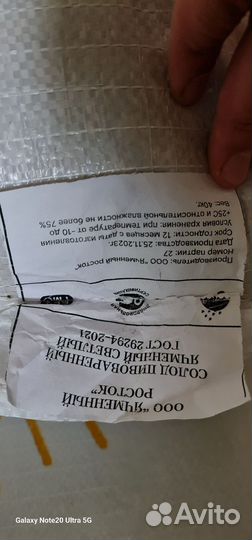 ООО "ЯЧМЕННЫЙ
РОСТОК"
СОЛОД ПИВОВАРЕННЫЙ
ЯЧМЕННЫЙ СВЕТЛЫЙ
ГОСТ 29294-2021
Производитель: ООО "Ячменный росток".
Номер партии: 27
Дата производства: 25.11.2023г.
Срок годности: 12 месяцев с даты изготовления
Условия хранения: при температуре от -10 до
+25С и относительной влажности не более 75%
Вес: 40кг.
Galaxy Note20 Ultra 5G
Avito